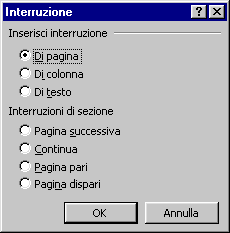 Interruzione
Inserisci interruzione
Di pagina
Di colonna
Di testo
Interruzioni di sezione
Pagina successiva
Continua
Pagina pari
Pagina dispari
OK Annulla